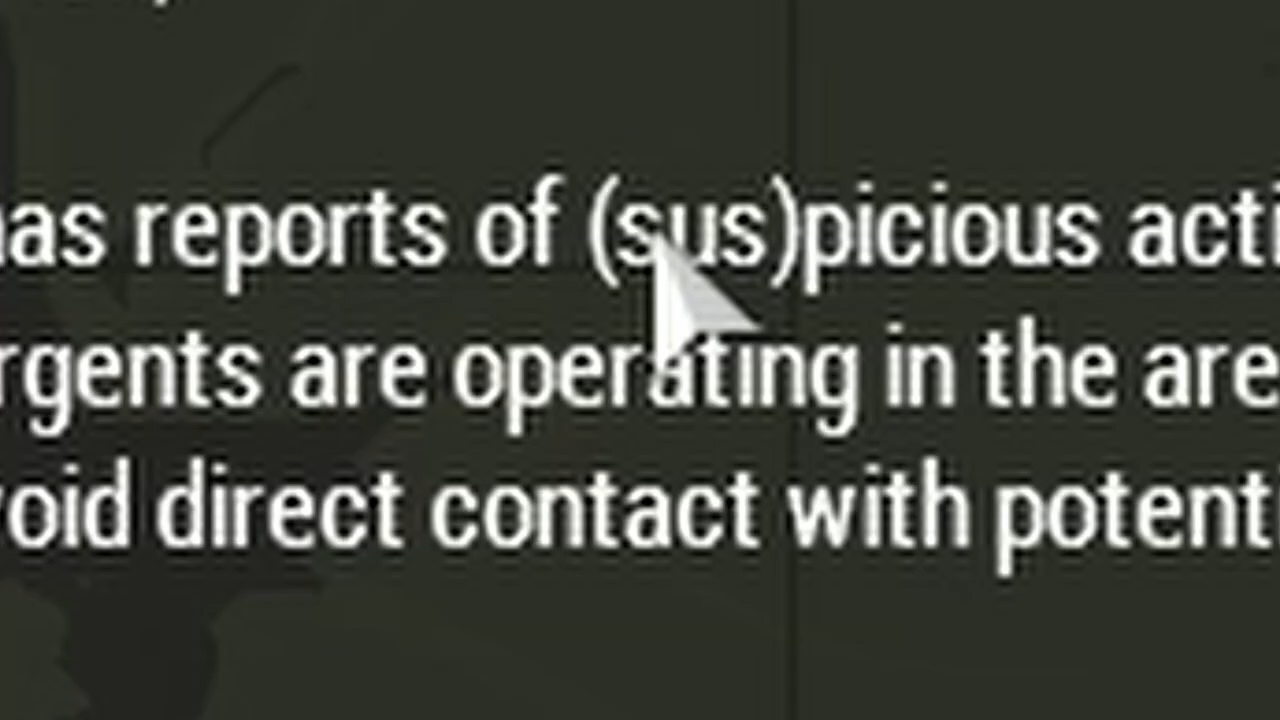 has reports of (sus)picious acti
rgents are operating in the are
void direct contact with potent